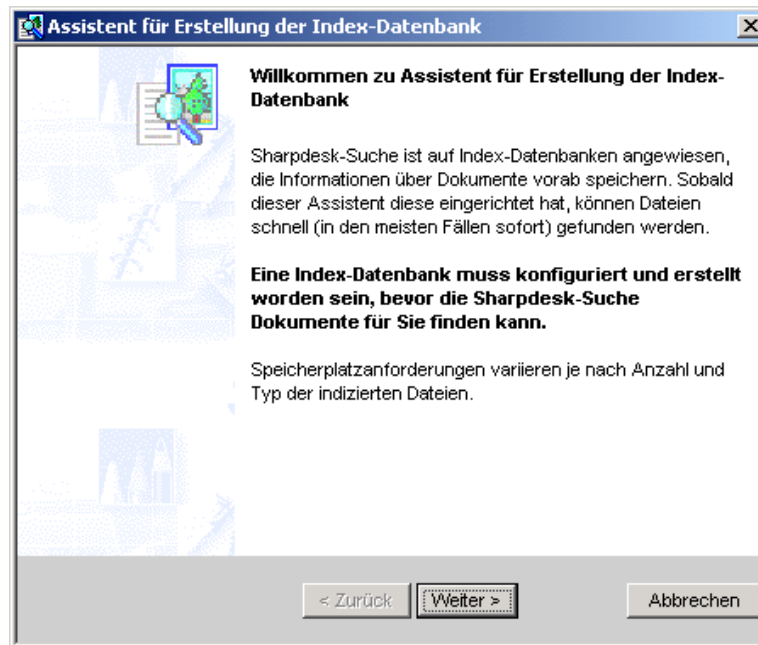 Assistent für Erstellung der Index-Datenbank
Willkommen zu Assistent für Erstellung der Index-
Datenbank
Sharpdesk-Suche ist auf Index-Datenbanken angewiesen,
die Informationen über Dokumente vorab speichern. Sobald
dieser Assistent diese eingerichtet hat, können Dateien
schnell (in den meisten Fällen sofort) gefunden werden.
Eine Index-Datenbank muss konfiguriert und erstellt
worden sein, bevor die Sharpdesk-Suche
Dokumente für Sie finden kann.
Speicherplatzanforderungen variieren je nach Anzahl und
Typ der indizierten Dateien.
< Zurück Weiter > Abbrechen